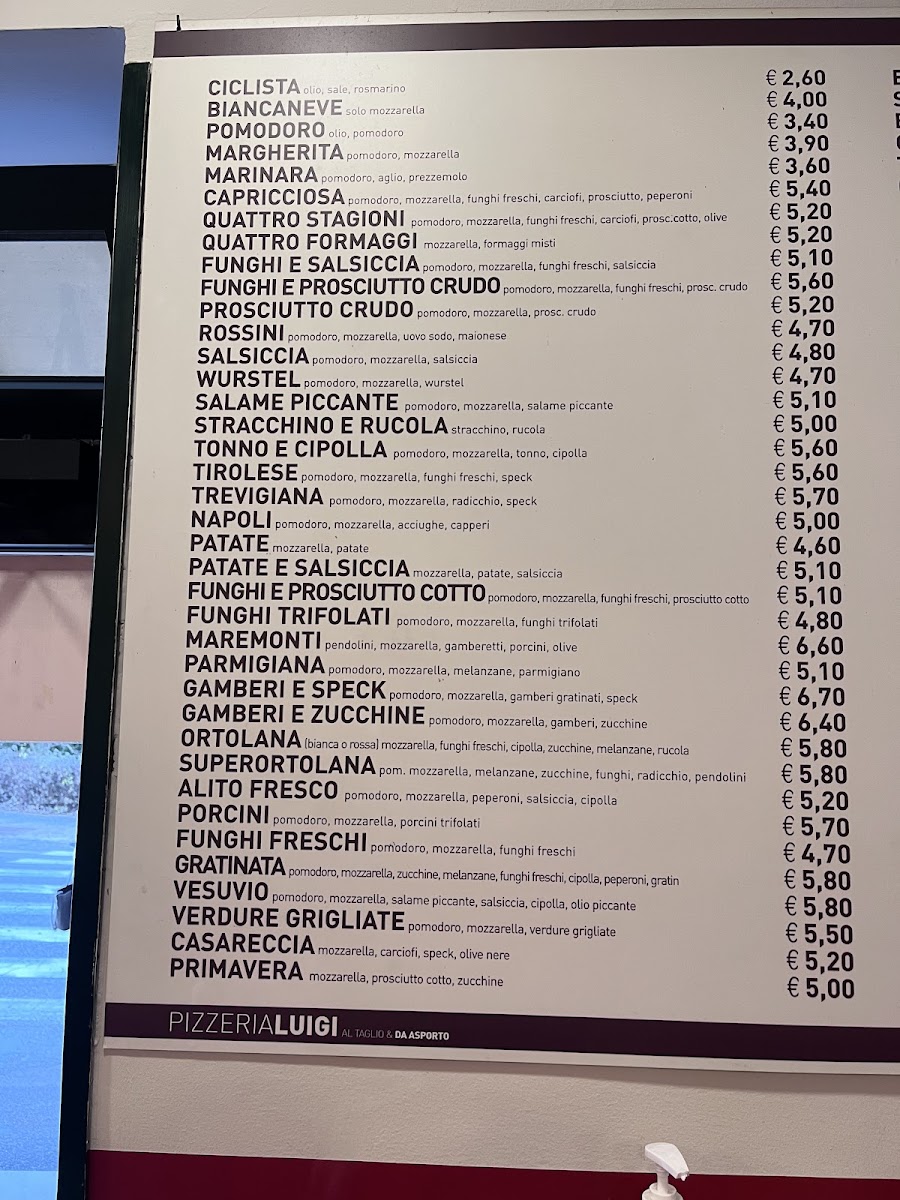 CICLISTA olio, sale, rosmarino € 2,60
BIANCANEVE solo mozzarella € 4,00
POMODORO olio, pomodoro € 3,40
MARGHERITA pomodoro, mozzarella € 3,90
MARINARA pomodoro, aglio, prezzemolo € 3,60
CAPRICCIOSA pomodoro, mozzarella, funghi freschi, carciofi, prosciutto, peperoni € 5,40
QUATTRO STAGIONI pomodoro, mozzarella, funghi freschi, carciofi, prosc.cotto, olive € 5,20
QUATTRO FORMAGGI mozzarella, formaggi misti € 5,20
FUNGHI E SALSICCIA pomodoro, mozzarella, funghi freschi, salsiccia € 5,10
FUNGHI E PROSCIUTTO CRUDO pomodoro, mozzarella, funghi freschi, prosc. crudo € 5,60
PROSCIUTTO CRUDO pomodoro, mozzarella, prosc. crudo € 5,20
ROSSINI pomodoro, mozzarella, uovo sodo, maionese € 4,70
SALSICCIA pomodoro, mozzarella, salsiccia € 4,80
WURSTEL pomodoro, mozzarella, wurstel € 4,70
SALAME PICCANTE pomodoro, mozzarella, salame piccante € 5,10
STRACCHINO E RUCOLA stracchino, rucola € 5,00
TONNO E CIPOLLA pomodoro, mozzarella, tonno, cipolla € 5,60
TIROLESE pomodoro, mozzarella, funghi freschi, speck € 5,60
TREVIGIANA pomodoro, mozzarella, radicchio, speck € 5,70
NAPOLI pomodoro, mozzarella, acciughe, capperi € 5,00
PATATE mozzarella, patate € 4,60
PATATE E SALSICCIA mozzarella, patate, salsiccia € 5,10
FUNGHI E PROSCIUTTO COTTO pomodoro, mozzarella, funghi freschi, prosciutto cotto € 5,10
FUNGHI TRIFOLATI pomodoro, mozzarella, funghi trifolati € 4,80
MAREMONTI pendolini, mozzarella, gamberetti, porcini, olive € 6,60
PARMIGIANA pomodoro, mozzarella, melanzane, parmigiano € 5,10
GAMBERI E SPECK pomodoro, mozzarella, gamberi gratinati, speck € 6,70
GAMBERI E ZUCCHINE pomodoro, mozzarella, gamberi, zucchine € 6,40
ORTOLANA (bianca o rossa) mozzarella, funghi freschi, cipolla, zucchine, melanzane, rucola € 5,80
SUPERORTOLANA pom. mozzarella, melanzane, zucchine, funghi, radicchio, pendolini € 5,80
ALITO FRESCO pomodoro, mozzarella, peperoni, salsiccia, cipolla € 5,20
PORCINI pomodoro, mozzarella, porcini trifolati € 5,70
FUNGHI FRESCHI pomodoro, mozzarella, funghi freschi € 4,70
GRATINATA pomodoro, mozzarella, zucchine, melanzane, funghi freschi, cipolla, peperoni, gratin € 5,80
VESUVIO pomodoro, mozzarella, salame piccante, salsiccia, cipolla, olio piccante € 5,80
VERDURE GRIGLIATE pomodoro, mozzarella, verdure grigliate € 5,50
CASARECCIA mozzarella, carciofi, speck, olive nere € 5,20
PRIMAVERA mozzarella, prosciutto cotto, zucchine € 5,00
PIZZERIALUIGI AL TAGLIO & DA ASPORTO